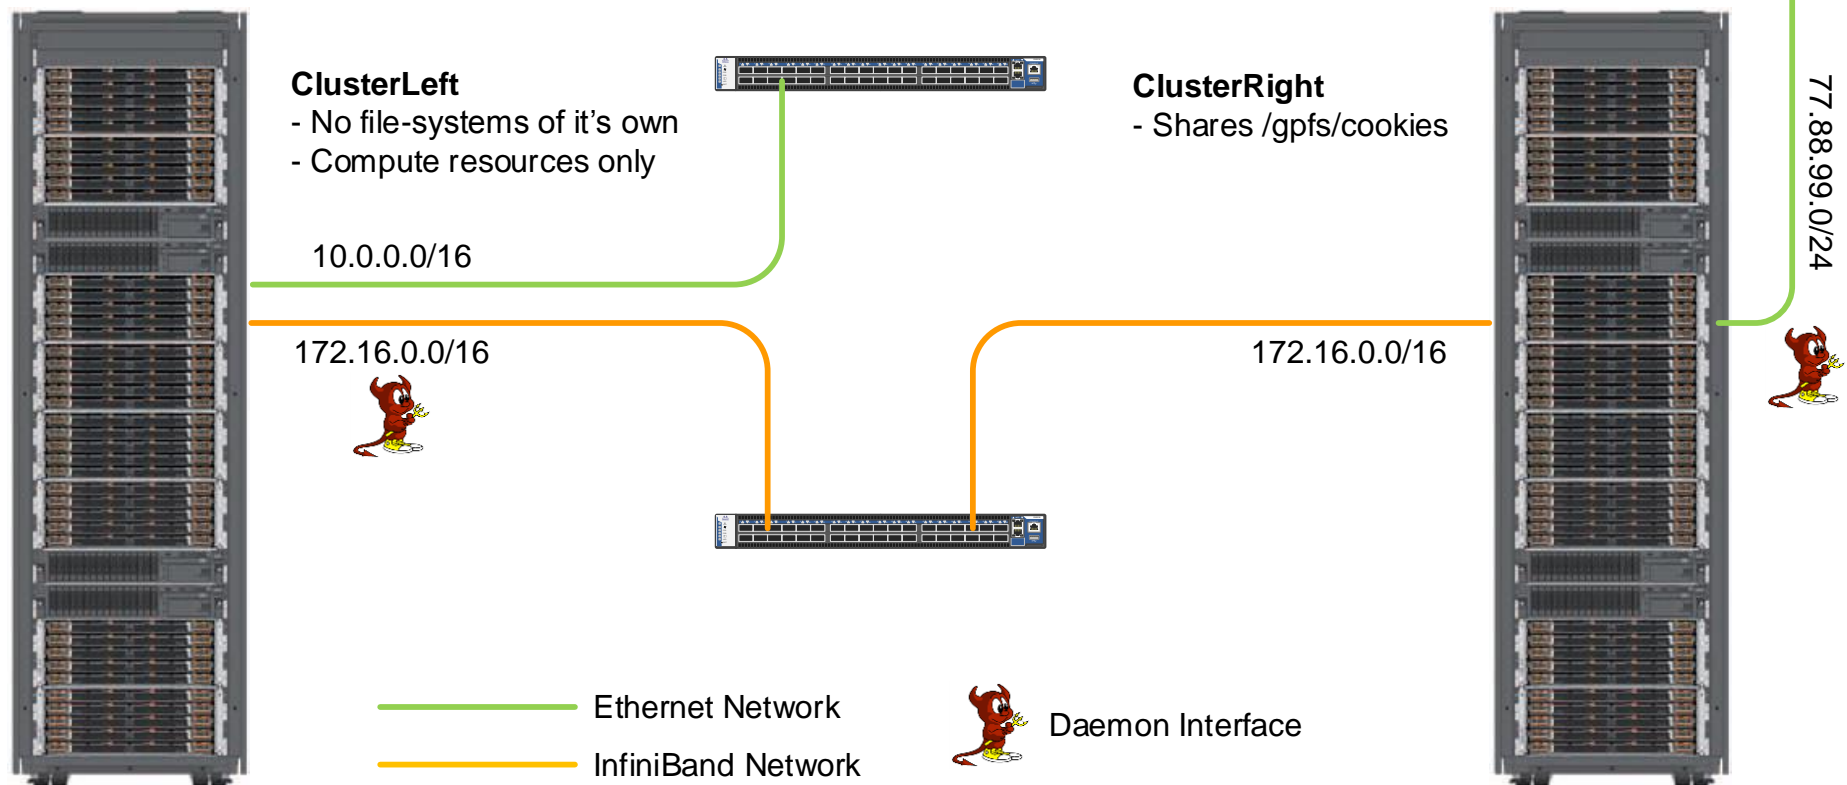 ClusterLeft
- No file-systems of it's own
- Compute resources only
ClusterRight
- Shares /gpfs/cookies
77.88.99.0/24
10.0.0.0/16
172.16.0.0/16
172.16.0.0/16
Ethernet Network
InfiniBand Network
Daemon Interface